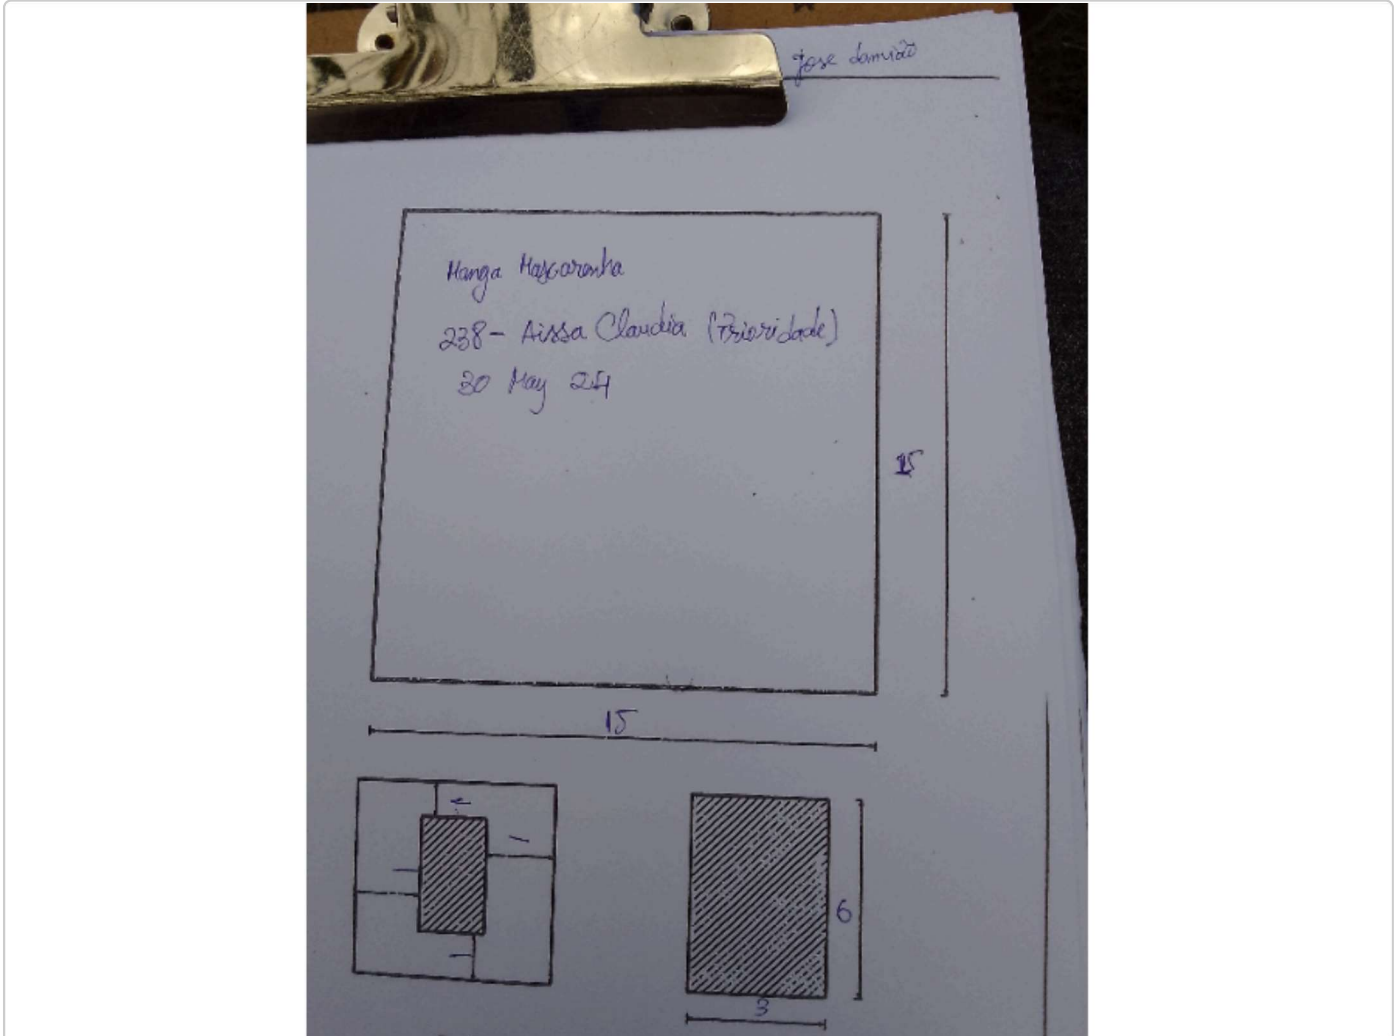 jose damião
Manga Mascarenha
238- Aissa Claudia (Prioridade)
30 May 24
15
15
6
3